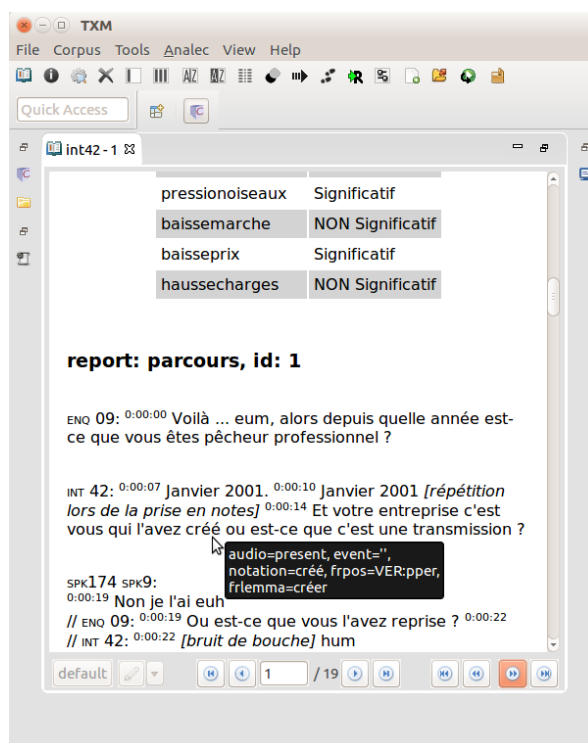 TXM
File Corpus Tools Analec View Help
Quick Access
int42 - 1
pressionoiseaux Significatif
baissemarche NON Significatif
baisseprix Significatif
haussecharges NON Significatif
report: parcours, id: 1
ENQ 09: 0:00:00 Voilà ... eum, alors depuis quelle année est-
ce que vous êtes pêcheur professionnel ?
INT 42: 0:00:07 Janvier 2001. 0:00:10 Janvier 2001 [répétition
lors de la prise en notes] 0:00:14 Et votre entreprise c'est
vous qui l'avez créé ou est-ce que c'est une transmission ?
audio=present, event='',
notation=créé, frpos=VER:pper,
frlemma=créer
SPK174 SPK9:
0:00:19 Non je l'ai euh
// ENQ 09: 0:00:19 Ou est-ce que vous l'avez reprise ? 0:00:22
// INT 42: 0:00:22 [bruit de bouche] hum
default 1 / 19